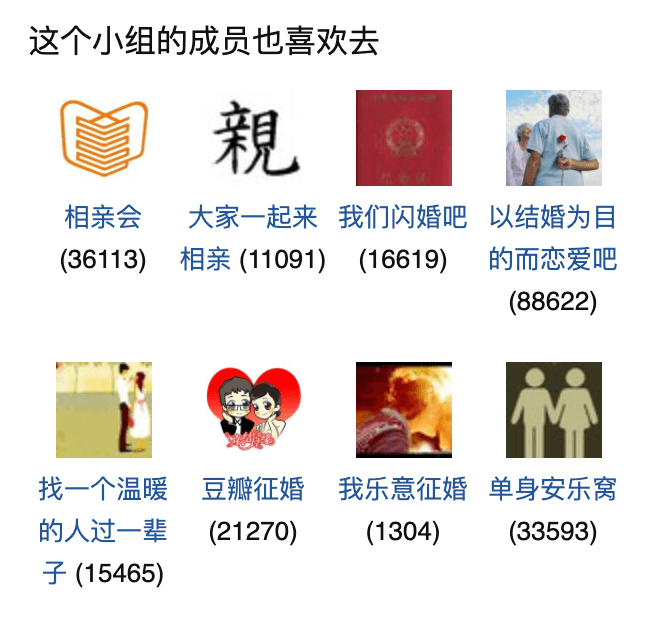 这个小组的成员也喜欢去
親
相亲会
(36113)
大家一起来
相亲 (11091)
我们闪婚吧
(16619)
以结婚为目
的而恋爱吧
(88622)
找一个温暖
的人过一辈
子 (15465)
豆瓣征婚
(21270)
我乐意征婚
(1304)
单身安乐窝
(33593)